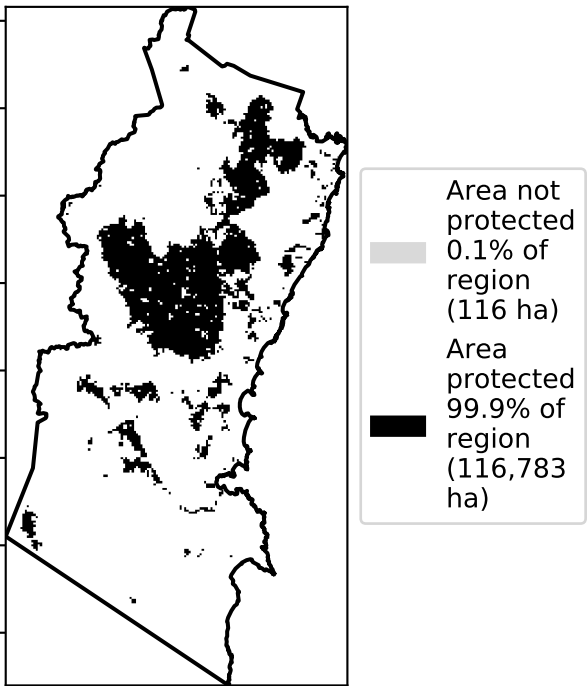 Area not
protected
0.1% of
region
(116 ha)
Area
protected
99.9% of
region
(116,783
ha)